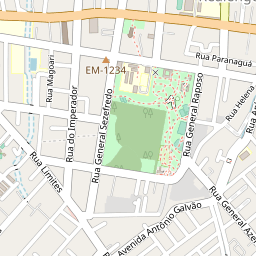 Rua Paranaguá
EM-1234
Rua Magoari
Rua do Imperador
Rua General Sezefredo
Rua General Raposo
Rua Helena
Rua Limites
Avenida Antônio Galvão
Rua General Azere